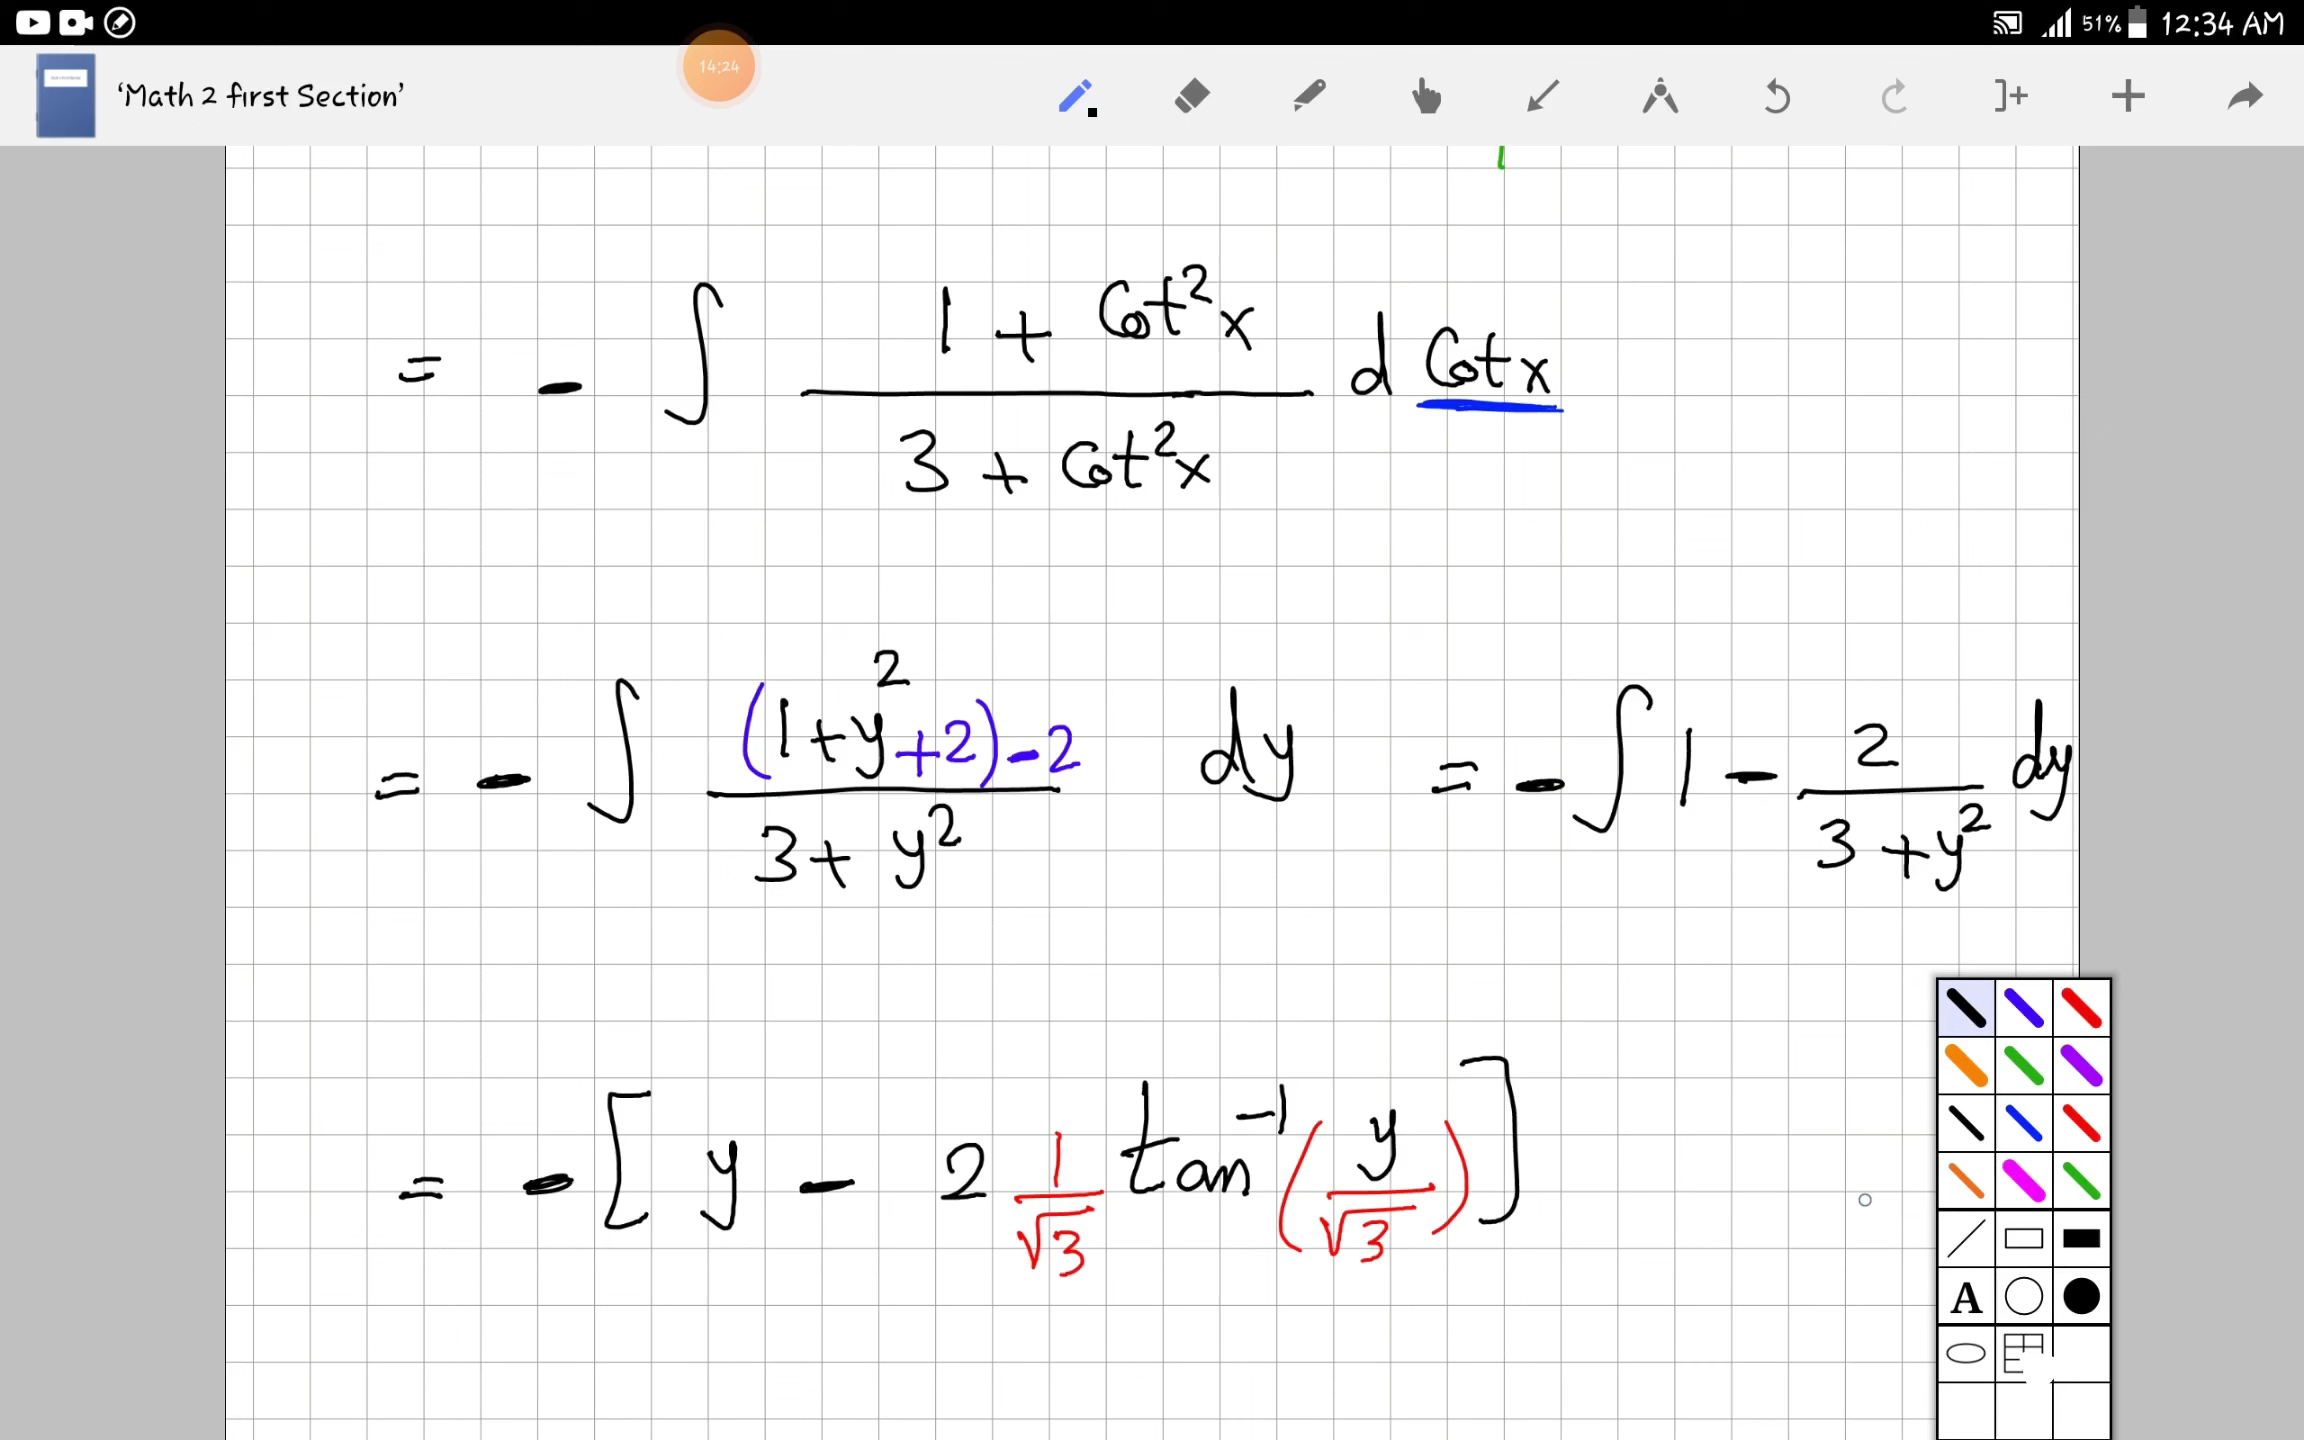 51% 12:34 AM
'Math 2 first Section' 14:24 ]+
= - ∫ (1 + Cot²x)/(3 + Cot²x) d Cot x
= - ∫ ((1+y²+2)-2)/(3+y²) dy = - ∫ 1 - 2/(3+y²) dy
= - [ y - 2 1/√3 tan⁻¹ (y/√3) ]
A